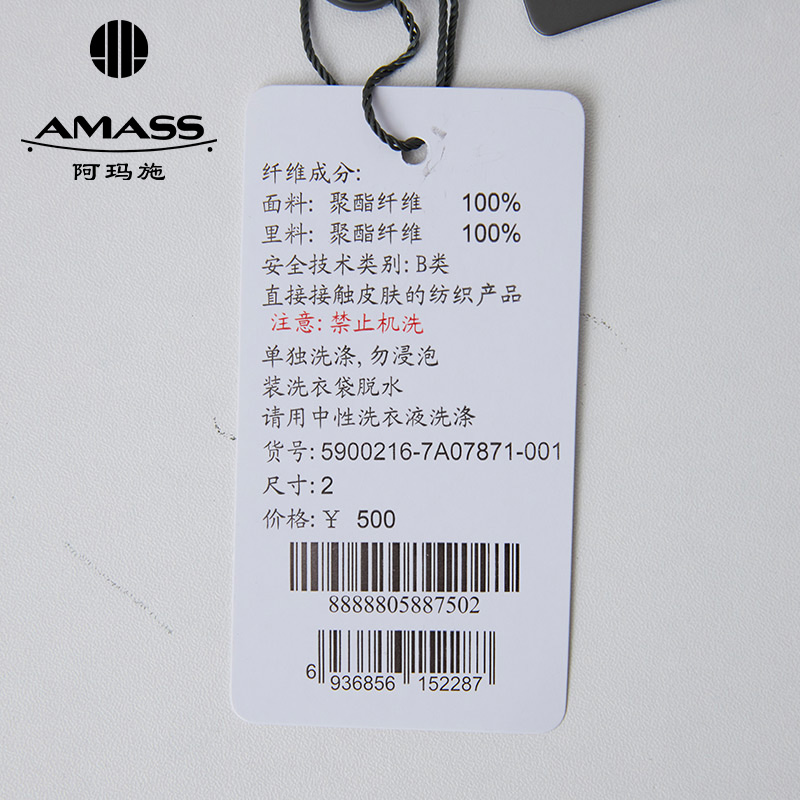 AMASS
阿玛施
纤维成分:
面料: 聚酯纤维 100%
里料: 聚酯纤维 100%
安全技术类别: B类
直接接触皮肤的纺织产品
注意: 禁止机洗
单独洗涤, 勿浸泡
装洗衣袋脱水
请用中性洗衣液洗涤
货号: 5900216-7A07871-001
尺寸: 2
价格: ¥ 500
8888805887502
6 936856 152287